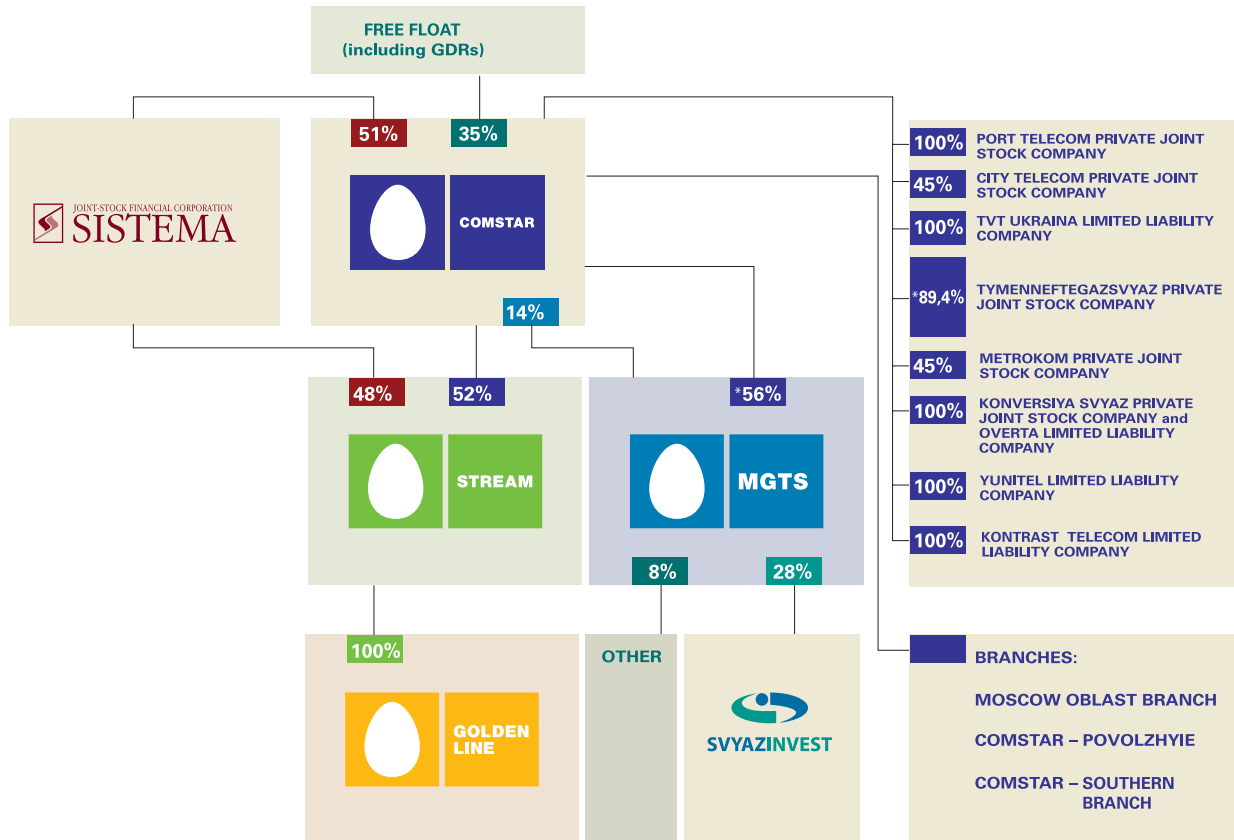 FREE FLOAT
(including GDRs)
51%
35%
JOINT-STOCK FINANCIAL CORPORATION
SISTEMA
COMSTAR
14%
48%
52%
*56%
STREAM
MGTS
8%
28%
100%
GOLDEN
LINE
OTHER
SVYAZINVEST
100%
PORT TELECOM PRIVATE JOINT
STOCK COMPANY
45%
CITY TELECOM PRIVATE JOINT
STOCK COMPANY
100%
TVT UKRAINA LIMITED LIABILITY
COMPANY
*89,4%
TYMENNEFTEGAZSVYAZ PRIVATE
JOINT STOCK COMPANY
45%
METROKOM PRIVATE JOINT
STOCK COMPANY
100%
KONVERSIYA SVYAZ PRIVATE
JOINT STOCK COMPANY and
OVERTA LIMITED LIABILITY
COMPANY
100%
YUNITEL LIMITED LIABILITY
COMPANY
100%
KONTRAST TELECOM LIMITED
LIABILITY COMPANY
BRANCHES:
MOSCOW OBLAST BRANCH
COMSTAR – POVOLZHYIE
COMSTAR – SOUTHERN
BRANCH